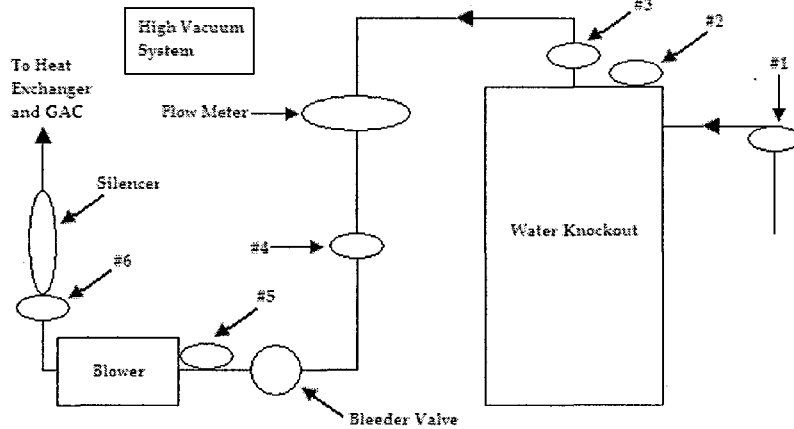 #3
High Vacuum
System
#2
To Heat
Exchanger
and GAC
#1
Flow Meter
Silencer
Water Knockout
#4
#6
#5
Blower
Bleeder Valve